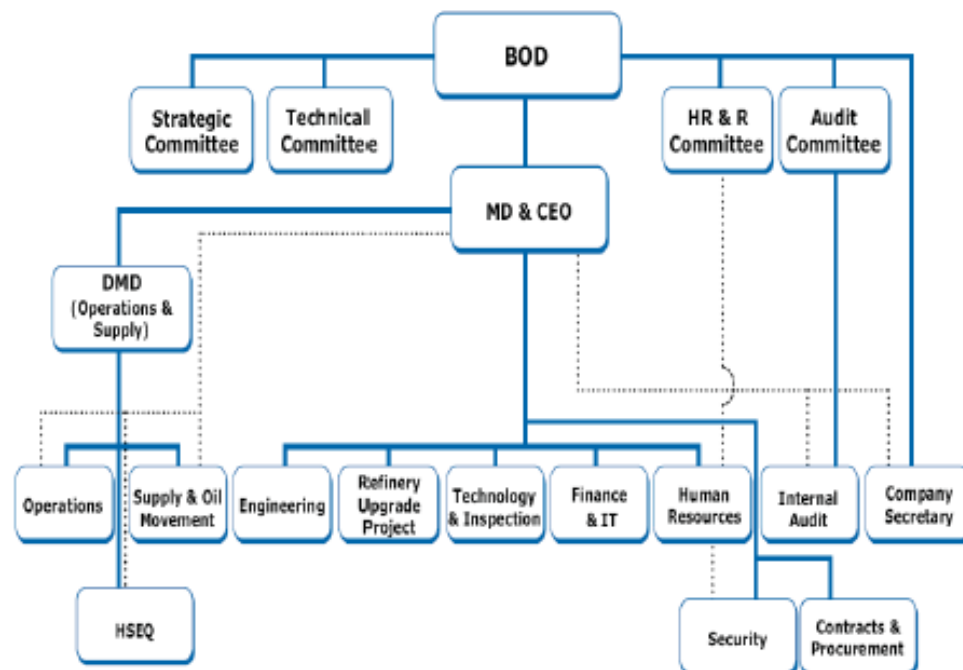 BOD
Strategic
Committee
Technical
Committee
HR & R
Committee
Audit
Committee
MD & CEO
DMD
(Operations &
Supply)
Operations
Supply & Oil
Movement
Engineering
Refinery
Upgrade
Project
Technology
& Inspection
Finance
& IT
Human
Resources
Internal
Audit
Company
Secretary
HSEQ
Security
Contracts &
Procurement